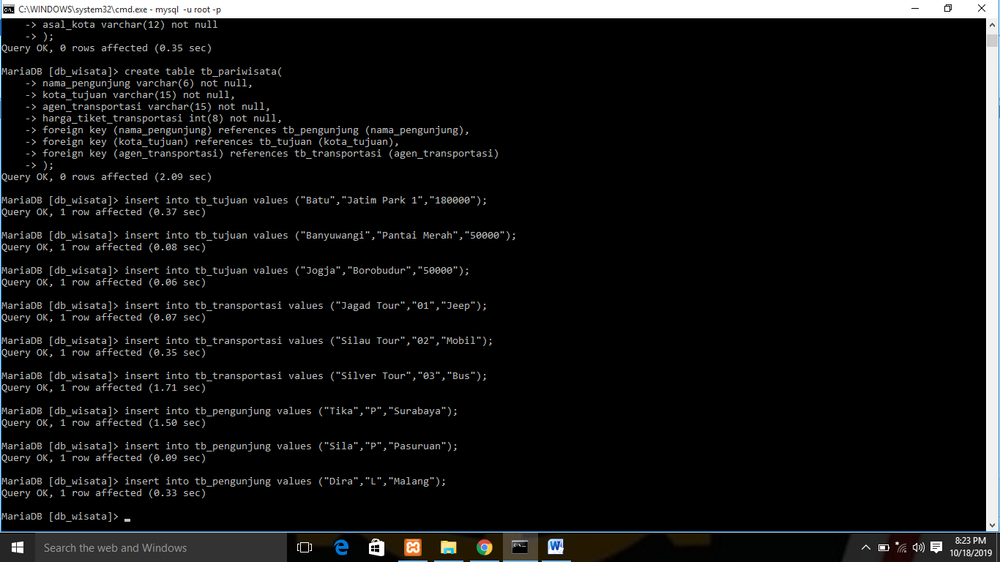 C:\WINDOWS\system32\cmd.exe - mysql  -u root -p
    -> asal_kota varchar(12) not null
    -> );
Query OK, 0 rows affected (0.35 sec)
MariaDB [db_wisata]> create table tb_pariwisata(
    -> nama_pengunjung varchar(6) not null,
    -> kota_tujuan varchar(15) not null,
    -> agen_transportasi varchar(15) not null,
    -> harga_tiket_transportasi int(8) not null,
    -> foreign key (nama_pengunjung) references tb_pengunjung (nama_pengunjung),
    -> foreign key (kota_tujuan) references tb_tujuan (kota_tujuan),
    -> foreign key (agen_transportasi) references tb_transportasi (agen_transportasi)
    -> );
Query OK, 0 rows affected (2.09 sec)
MariaDB [db_wisata]> insert into tb_tujuan values ("Batu","Jatim Park 1","180000");
Query OK, 1 row affected (0.37 sec)
MariaDB [db_wisata]> insert into tb_tujuan values ("Banyuwangi","Pantai Merah","50000");
Query OK, 1 row affected (0.08 sec)
MariaDB [db_wisata]> insert into tb_tujuan values ("Jogja","Borobudur","50000");
Query OK, 1 row affected (0.06 sec)
MariaDB [db_wisata]> insert into tb_transportasi values ("Jagad Tour","01","Jeep");
Query OK, 1 row affected (0.07 sec)
MariaDB [db_wisata]> insert into tb_transportasi values ("Silau Tour","02","Mobil");
Query OK, 1 row affected (0.35 sec)
MariaDB [db_wisata]> insert into tb_transportasi values ("Silver Tour","03","Bus");
Query OK, 1 row affected (1.71 sec)
MariaDB [db_wisata]> insert into tb_pengunjung values ("Tika","P","Surabaya");
Query OK, 1 row affected (1.50 sec)
MariaDB [db_wisata]> insert into tb_pengunjung values ("Sila","P","Pasuruan");
Query OK, 1 row affected (0.09 sec)
MariaDB [db_wisata]> insert into tb_pengunjung values ("Dira","L","Malang");
Query OK, 1 row affected (0.33 sec)
MariaDB [db_wisata]> _
Search the web and Windows
8:23 PM
10/18/2019